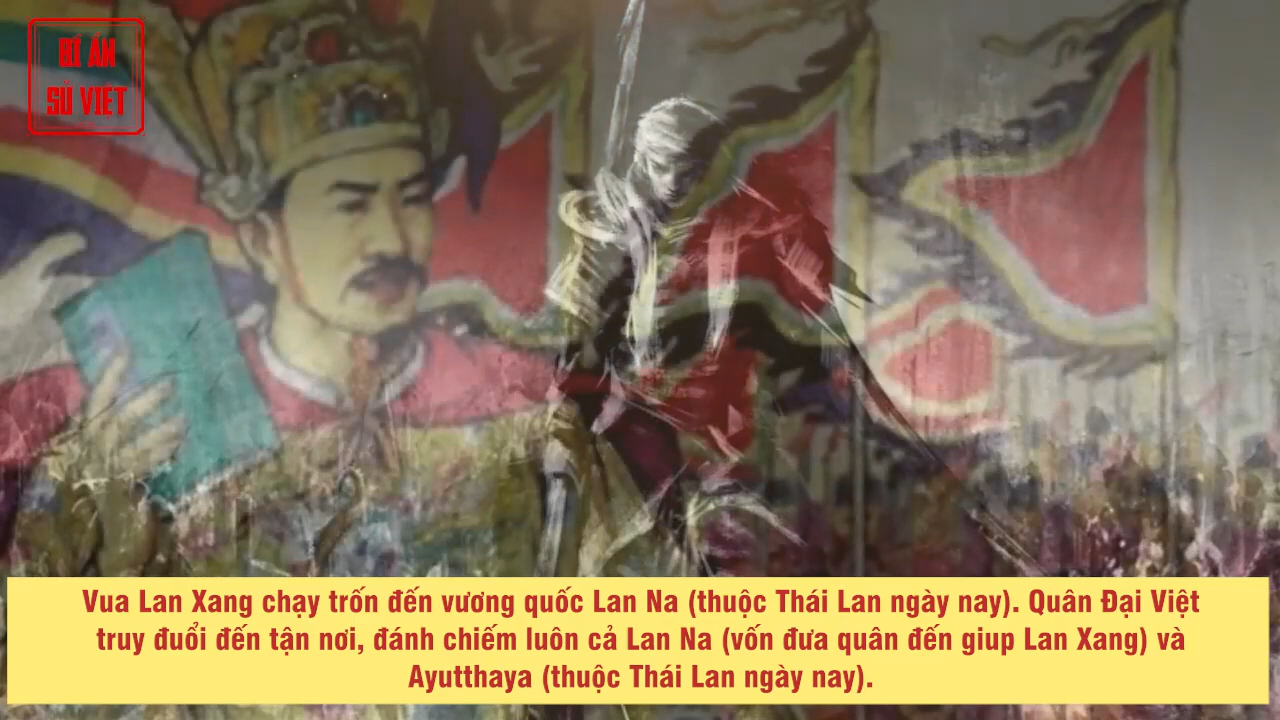 BÍ ẨN
SỬ VIỆT
Vua Lan Xang chạy trốn đến vương quốc Lan Na (thuộc Thái Lan ngày nay). Quân Đại Việt
truy đuổi đến tận nơi, đánh chiếm luôn cả Lan Na (vốn đưa quân đến giup Lan Xang) và
Ayutthaya (thuộc Thái Lan ngày nay).